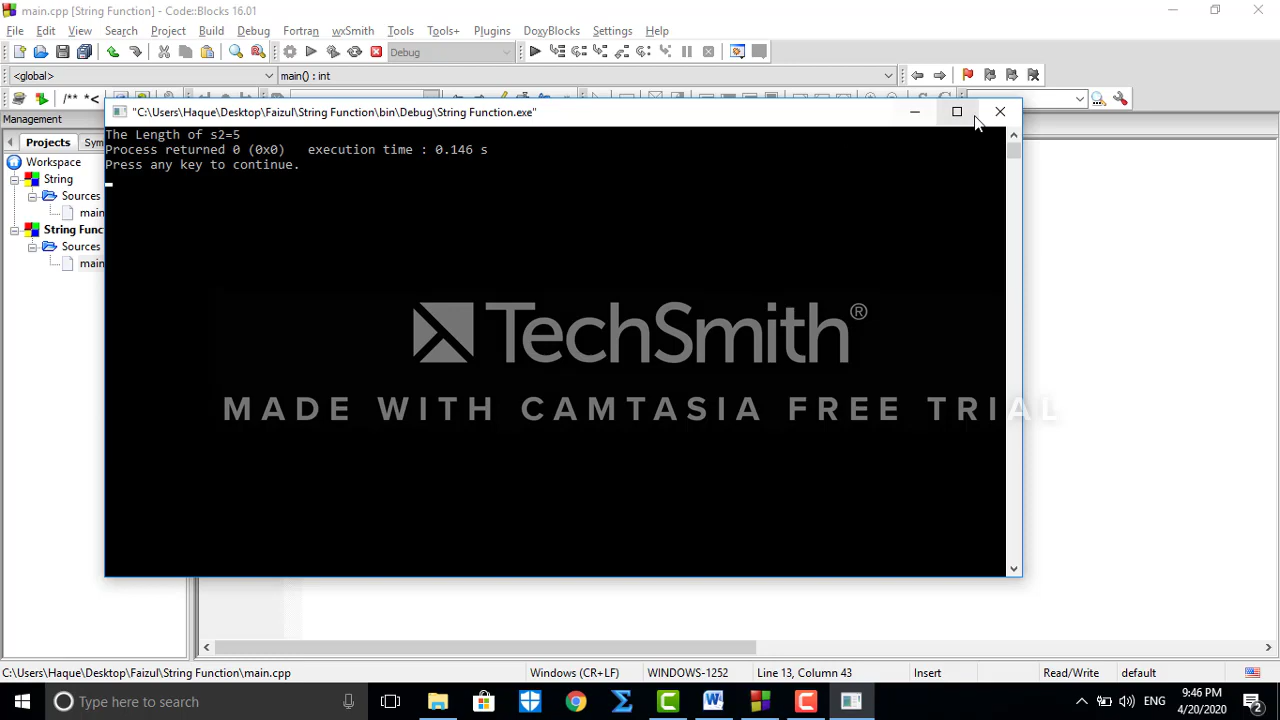 main.cpp [String Function] - Code::Blocks 16.01
File Edit View Search Project Build Debug Fortran wxSmith Tools Tools+ Plugins DoxyBlocks Settings Help
Debug
<global>
main() : int
/** *<
Management
"C:\Users\Haque\Desktop\Faizul\String Function\bin\Debug\String Function.exe"
Projects Sym
Workspace
String
Sources
main
String Func
Sources
main
The Length of s2=5
Process returned 0 (0x0)   execution time : 0.146 s
Press any key to continue.
TechSmith®
MADE WITH CAMTASIA FREE TRIAL
C:\Users\Haque\Desktop\Faizul\String Function\main.cpp
Windows (CR+LF)
WINDOWS-1252
Line 13, Column 43
Insert
Read/Write
default
Type here to search
ENG
9:46 PM
4/20/2020
2